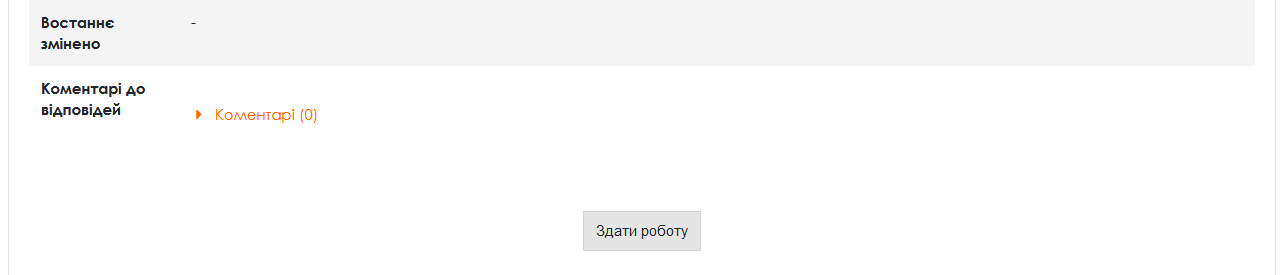 Востаннє
змінено
-
Коментарі до
відповідей
Коментарі (0)
Здати роботу